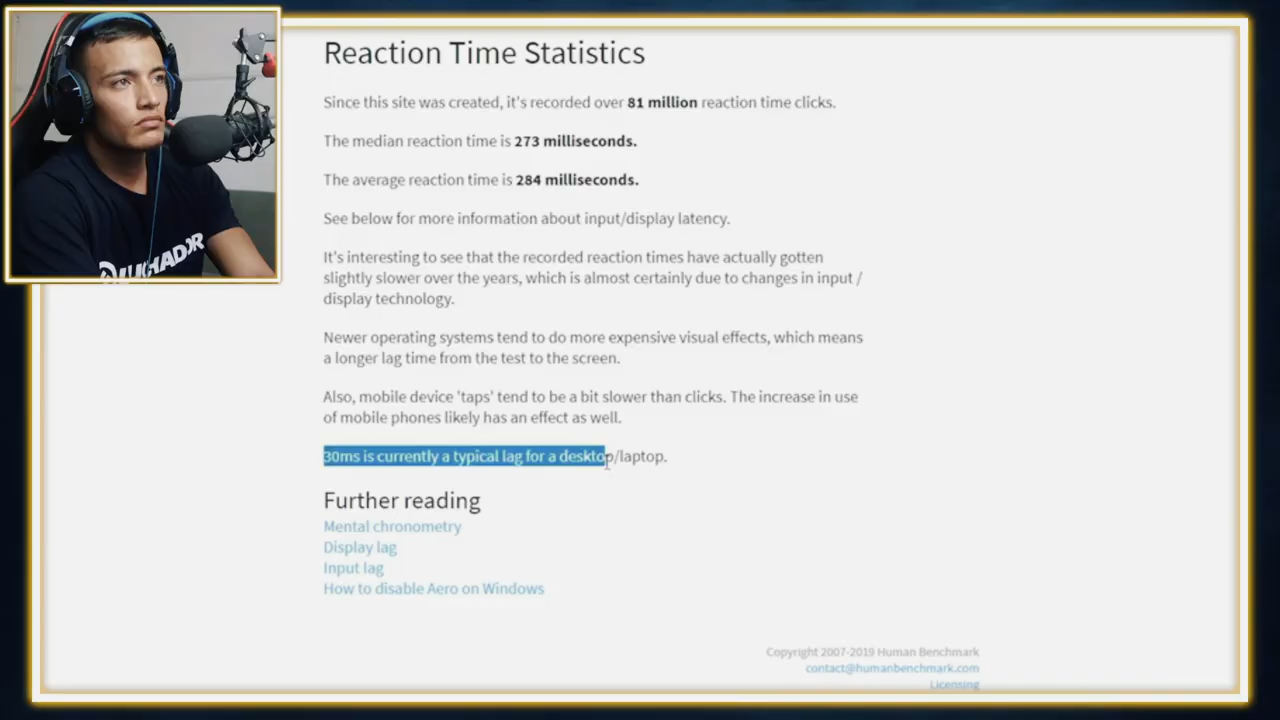 Reaction Time Statistics
Since this site was created, it's recorded over 81 million reaction time clicks.
The median reaction time is 273 milliseconds.
The average reaction time is 284 milliseconds.
See below for more information about input/display latency.
It's interesting to see that the recorded reaction times have actually gotten
slightly slower over the years, which is almost certainly due to changes in input /
display technology.
Newer operating systems tend to do more expensive visual effects, which means
a longer lag time from the test to the screen.
Also, mobile device 'taps' tend to be a bit slower than clicks. The increase in use
of mobile phones likely has an effect as well.
30ms is currently a typical lag for a desktop/laptop.
Further reading
Mental chronometry
Display lag
Input lag
How to disable Aero on Windows
Copyright 2007-2019 Human Benchmark
contact@humanbenchmark.com
Licensing